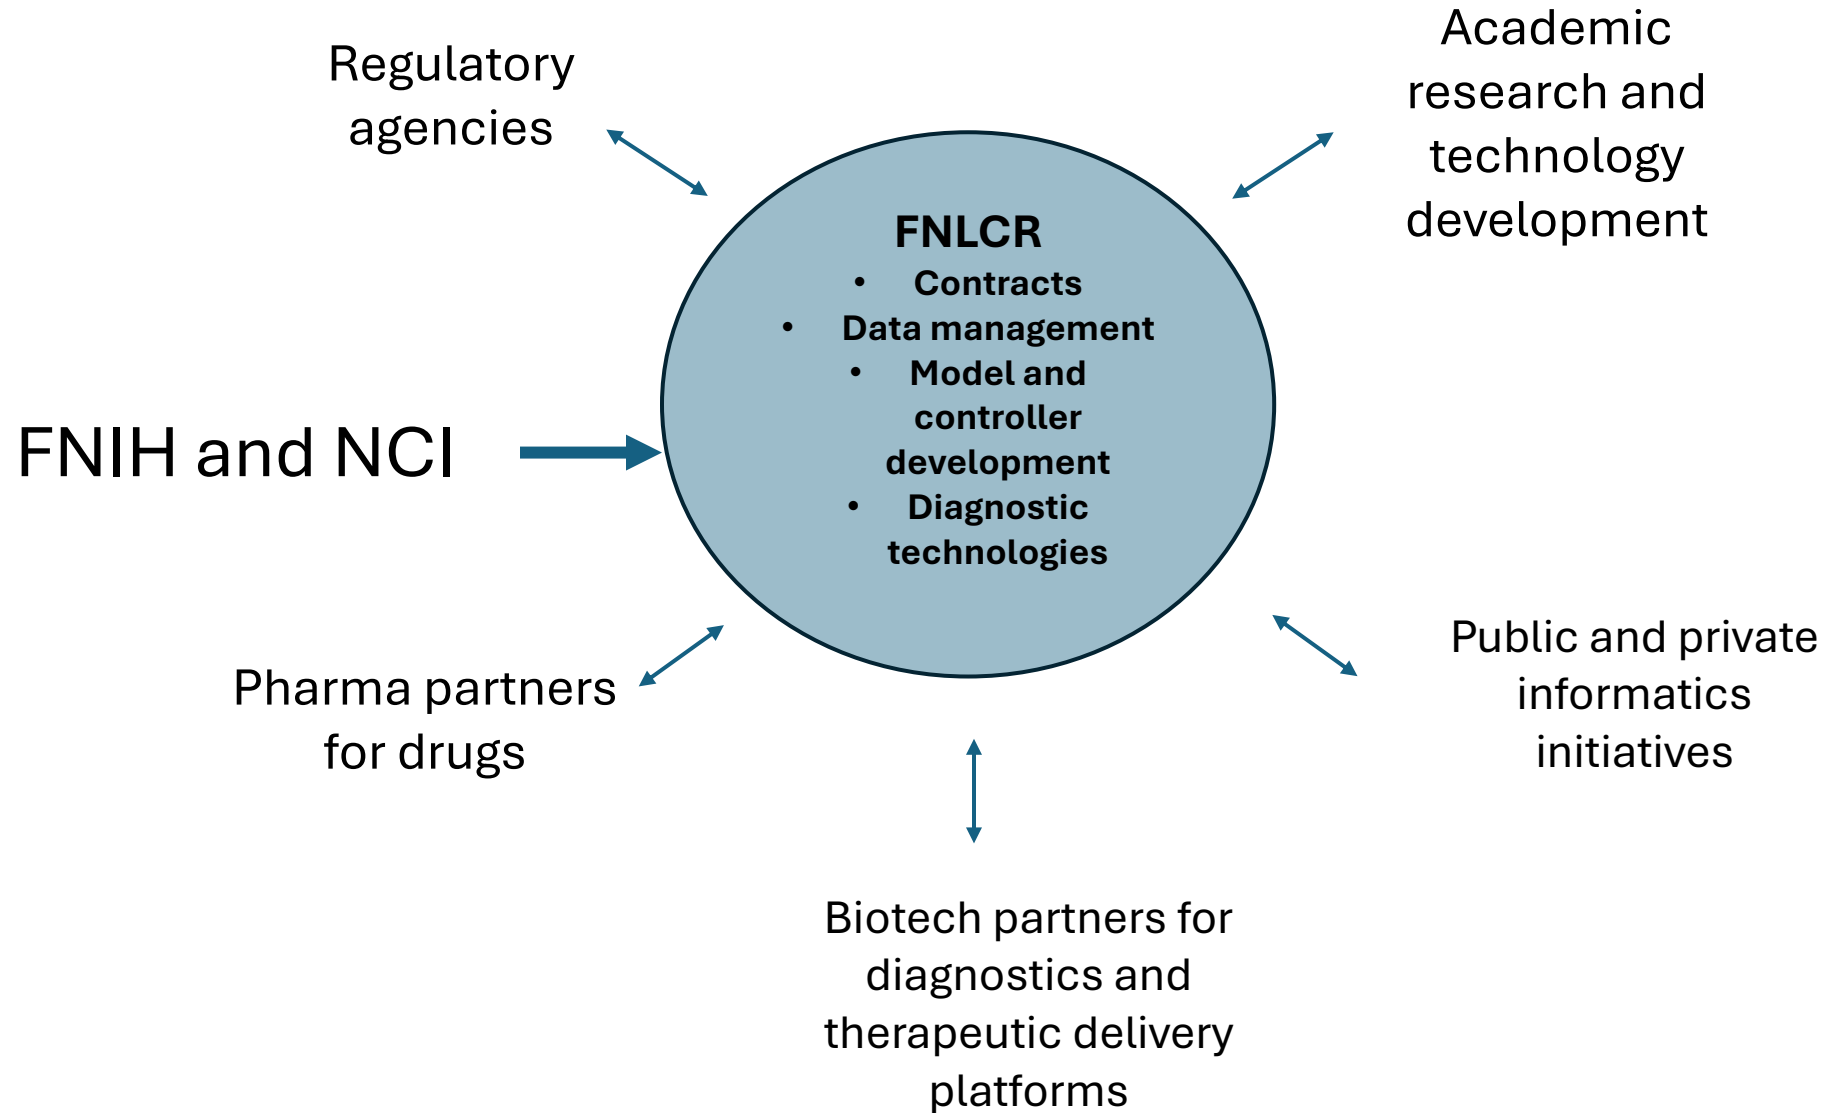 Regulatory
agencies
Academic
research and
technology
development
FNLCR
• Contracts
• Data management
• Model and
controller
development
• Diagnostic
technologies
FNIH and NCI
Pharma partners
for drugs
Public and private
informatics
initiatives
Biotech partners for
diagnostics and
therapeutic delivery
platforms